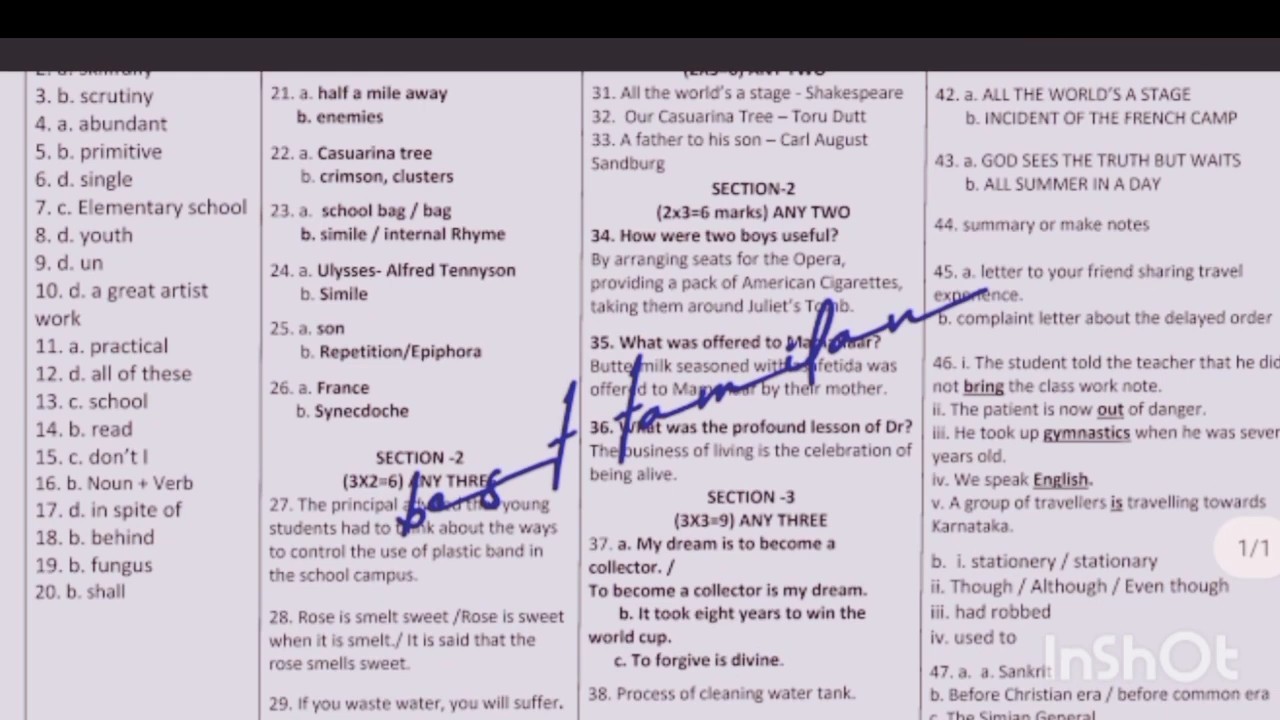 3. b. scrutiny
4. a. abundant
5. b. primitive
6. d. single
7. c. Elementary school
8. d. youth
9. d. un
10. d. a great artist
work
11. a. practical
12. d. all of these
13. c. school
14. b. read
15. c. don't I
16. b. Noun + Verb
17. d. in spite of
18. b. behind
19. b. fungus
20. b. shall
21. a. half a mile away
b. enemies
22. a. Casuarina tree
b. crimson, clusters
23. a. school bag / bag
b. simile / internal Rhyme
24. a. Ulysses- Alfred Tennyson
b. Simile
25. a. son
b. Repetition/Epiphora
26. a. France
b. Synecdoche
SECTION -2
(3X2=6) ANY THREE
27. The principal advised the young
students had to think about the ways
to control the use of plastic band in
the school campus.
28. Rose is smelt sweet /Rose is sweet
when it is smelt./ It is said that the
rose smells sweet.
29. If you waste water, you will suffer.
31. All the world's a stage - Shakespeare
32. Our Casuarina Tree – Toru Dutt
33. A father to his son – Carl August
Sandburg
SECTION-2
(2x3=6 marks) ANY TWO
34. How were two boys useful?
By arranging seats for the Opera,
providing a pack of American Cigarettes,
taking them around Juliet's Tomb.
35. What was offered to
Buttermilk seasoned with asafetida was
offered to by their mother.
36. What was the profound lesson of Dr?
The business of living is the celebration of
being alive.
SECTION -3
(3X3=9) ANY THREE
37. a. My dream is to become a
collector. /
To become a collector is my dream.
b. It took eight years to win the
world cup.
c. To forgive is divine.
38. Process of cleaning water tank.
42. a. ALL THE WORLD'S A STAGE
b. INCIDENT OF THE FRENCH CAMP
43. a. GOD SEES THE TRUTH BUT WAITS
b. ALL SUMMER IN A DAY
44. summary or make notes
45. a. letter to your friend sharing travel
experience.
b. complaint letter about the delayed order
46. i. The student told the teacher that he did
not bring the class work note.
ii. The patient is now out of danger.
iii. He took up gymnastics when he was seven
years old.
iv. We speak English.
v. A group of travellers is travelling towards
Karnataka.
b. i. stationery / stationary
ii. Though / Although / Even though
iii. had robbed
iv. used to
47. a. a. Sankrit
b. Before Christian era / before common era
c. The Simian General
best tamilan
1/1
InShOt